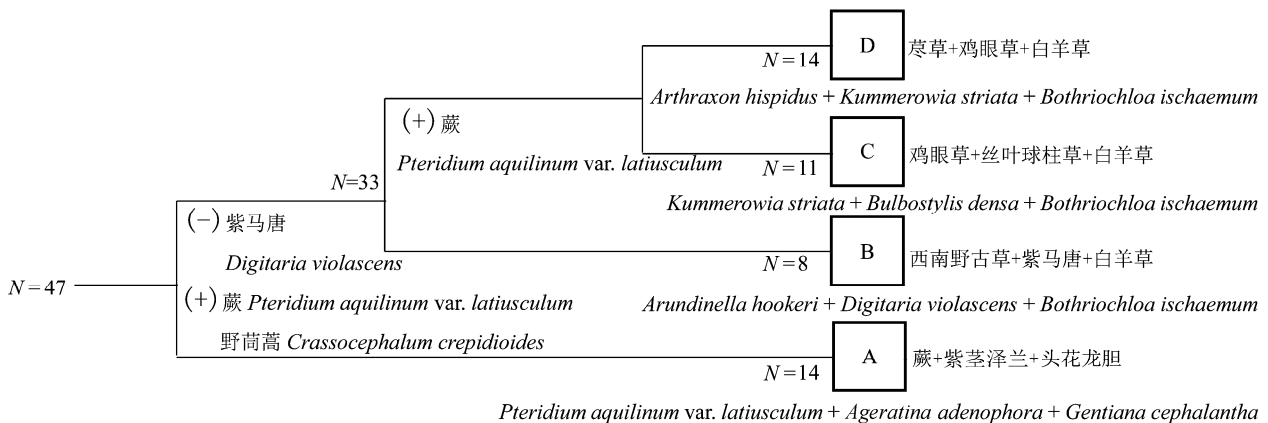 N=14 D 荩草+鸡眼草+白羊草
Arthraxon hispidus + Kummerowia striata + Bothriochloa ischaemum
(+) 蕨
Pteridium aquilinum var. latiusculum
N=11 C 鸡眼草+丝叶球柱草+白羊草
Kummerowia striata + Bulbostylis densa + Bothriochloa ischaemum
N=33
(−) 紫马唐
Digitaria violascens
N=8 B 西南野古草+紫马唐+白羊草
Arundinella hookeri + Digitaria violascens + Bothriochloa ischaemum
N=47
(+) 蕨 Pteridium aquilinum var. latiusculum
野茼蒿 Crassocephalum crepidioides
N=14 A 蕨+紫茎泽兰+头花龙胆
Pteridium aquilinum var. latiusculum + Ageratina adenophora + Gentiana cephalantha